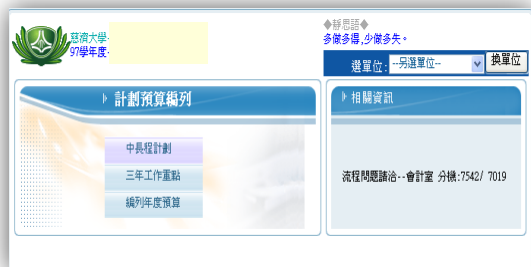 ◆靜思語◆
慈濟大學-
多做多得,少做多失。
97學年度-
選單位: --另選單位-- 換單位
計劃預算編列
相關資訊
中長程計劃
三年工作重點
編列年度預算
流程問題請洽--會計室 分機:7542/ 7019